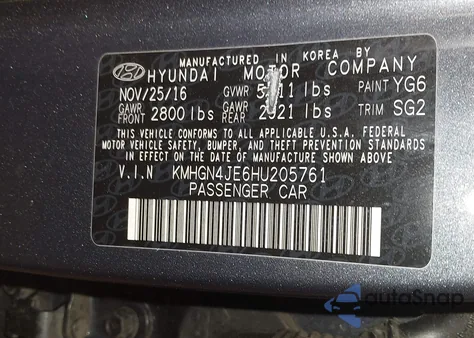 MANUFACTURED IN KOREA BY
HYUNDAI MOTOR COMPANY
NOV/25/16 GVWR lbs PAINT YG6
GAWR FRONT 2800 lbs GAWR REAR lbs TRIM SG2
THIS VEHICLE CONFORMS TO ALL APPLICABLE U.S.A. FEDERAL
MOTOR VEHICLE SAFETY, BUMPER, AND THEFT PREVENTION STANDARDS
IN EFFECT ON THE DATE OF MANUFACTURE SHOWN ABOVE
V.I.N KMHGN4JE6HU205761
PASSENGER CAR
autoSnap